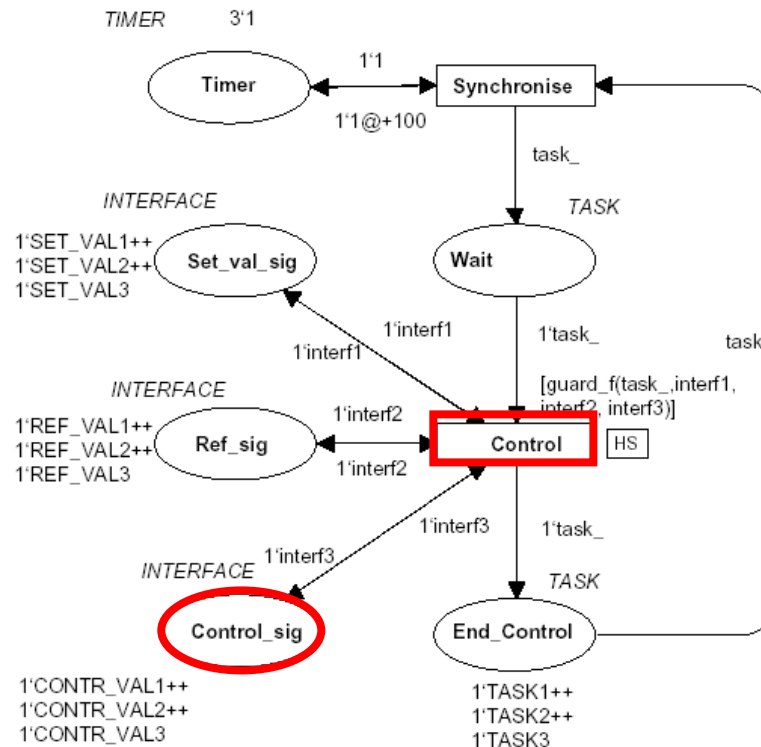 TIMER 3'1
1'1
Timer
Synchronise
1'1@+100
task_
INTERFACE
TASK
1'SET_VAL1++
1'SET_VAL2++
1'SET_VAL3
Set_val_sig
Wait
1'interf1
1'interf1
1'task_
task
INTERFACE
[guard_f(task_,interf1,
interf2, interf3)]
1'REF_VAL1++
1'REF_VAL2++
1'REF_VAL3
1'interf2
Ref_sig
Control
HS
1'interf2
1'interf3
1'task_
1'interf3
INTERFACE
TASK
Control_sig
End_Control
1'CONTR_VAL1++
1'CONTR_VAL2++
1'CONTR_VAL3
1'TASK1++
1'TASK2++
1'TASK3